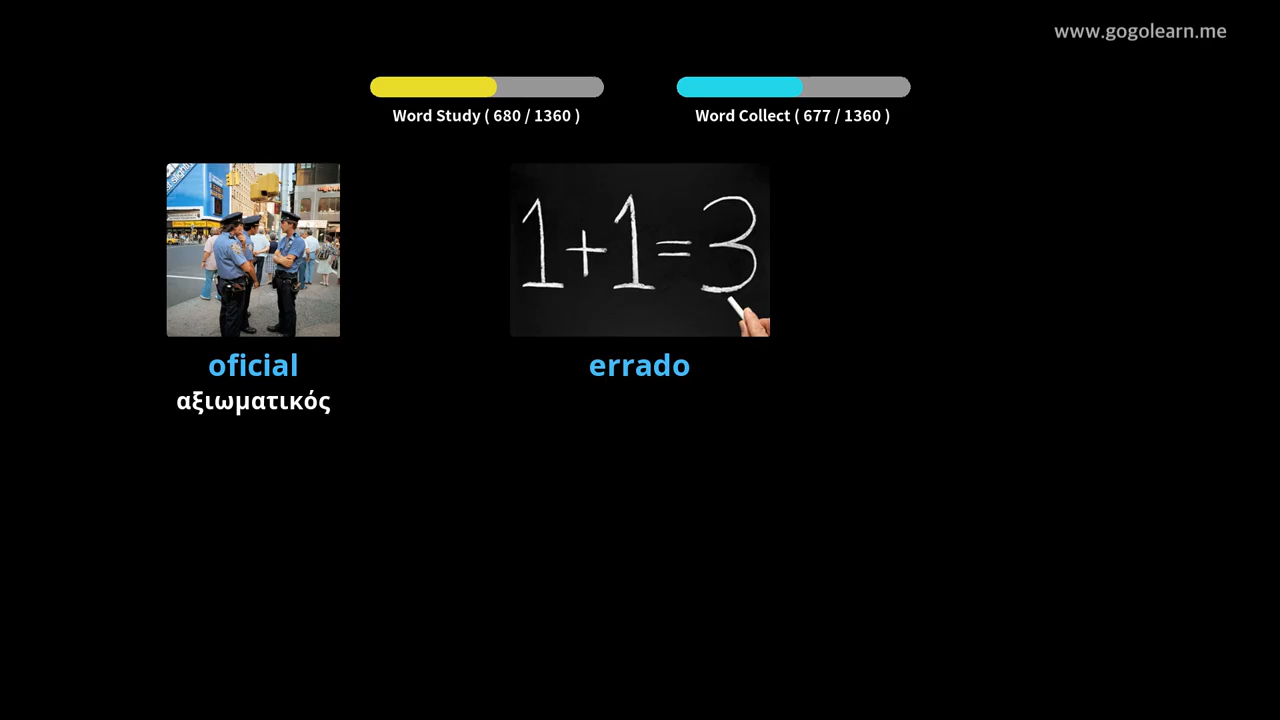 www.gogolearn.me
Word Study ( 680 / 1360 )
Word Collect ( 677 / 1360 )
1+1=3
oficial
αξιωματικός
errado